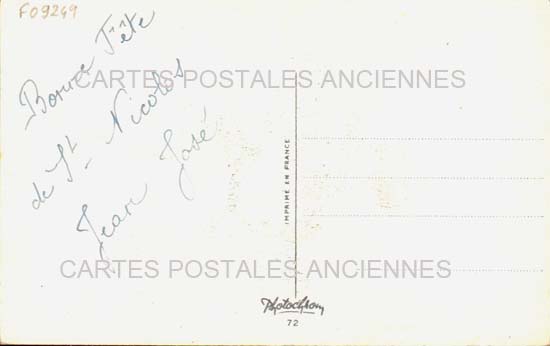 F09249
Bonne Fête
de St. Nicolas
Jean José
CARTES POSTALES ANCIENNES
IMPRIMÉ EN FRANCE
CARTES POSTALES ANCIENNES
Photochrom
72